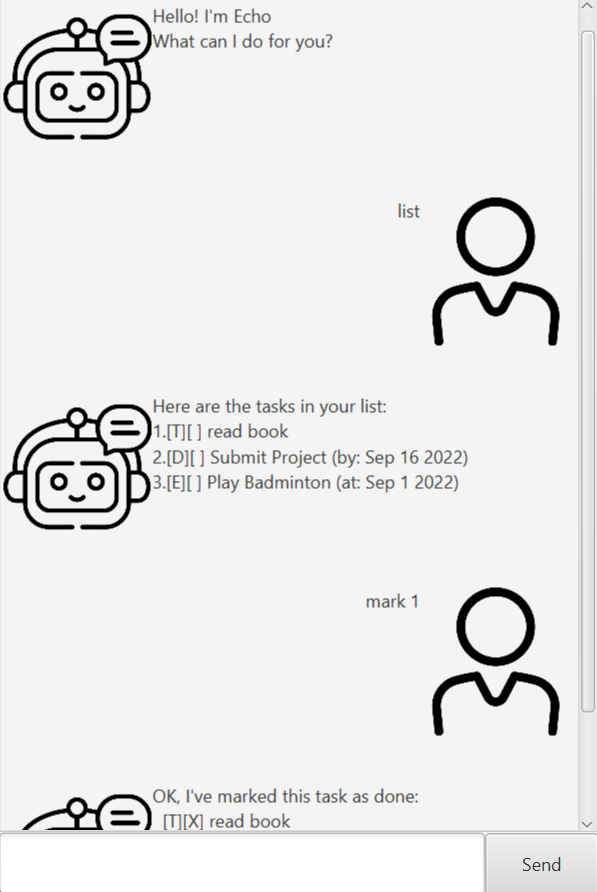 Hello! I'm Echo
What can I do for you?
list
Here are the tasks in your list:
1.[T][ ] read book
2.[D][ ] Submit Project (by: Sep 16 2022)
3.[E][ ] Play Badminton (at: Sep 1 2022)
mark 1
OK, I've marked this task as done:
[T][X] read book
Send